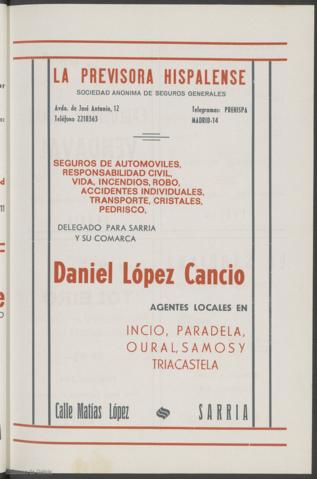 LA PREVISORA HISPALENSE
SOCIEDAD ANONIMA DE SEGUROS GENERALES
Avda. de José Antonio, 12
Teléfono 2218363
Telegramas: PREHISPA
MADRID-14
SEGUROS DE AUTOMOVILES,
RESPONSABILIDAD CIVIL,
VIDA, INCENDIOS, ROBO,
ACCIDENTES INDIVIDUALES,
TRANSPORTE, CRISTALES,
PEDRISCO,
DELEGADO PARA SARRIA
Y SU COMARCA
Daniel López Cancio
AGENTES LOCALES EN
INCIO, PARADELA,
OURAL, SAMOS Y
TRIACASTELA
Calle Matías López
SARRIA